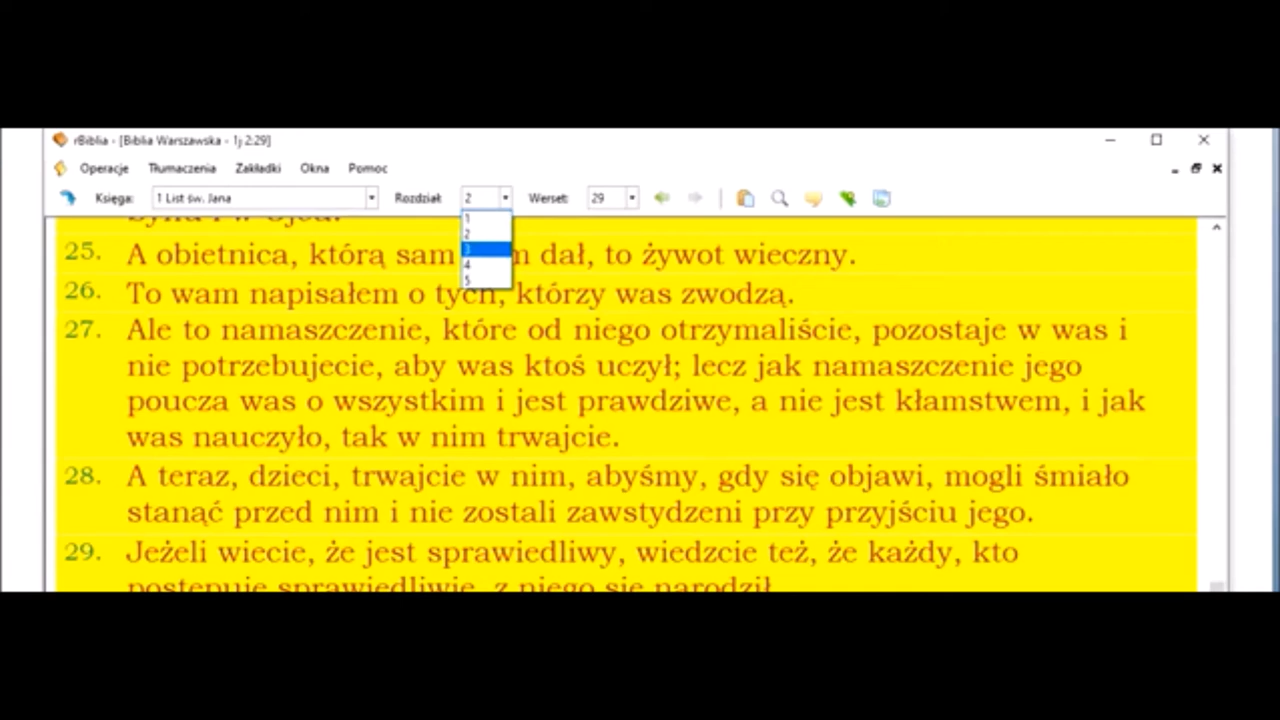 rBiblia - [Biblia Warszawska - 1j 2:29]
Operacje Tłumaczenia Zakładki Okna Pomoc
Księga: 1 List św. Jana Rozdział 2 Werset: 29
1
2
3
4
5
25. A obietnica, którą sam dał, to żywot wieczny.
26. To wam napisałem o tych, którzy was zwodzą.
27. Ale to namaszczenie, które od niego otrzymaliście, pozostaje w was i
nie potrzebujecie, aby was ktoś uczył; lecz jak namaszczenie jego
poucza was o wszystkim i jest prawdziwe, a nie jest kłamstwem, i jak
was nauczyło, tak w nim trwajcie.
28. A teraz, dzieci, trwajcie w nim, abyśmy, gdy się objawi, mogli śmiało
stanąć przed nim i nie zostali zawstydzeni przy przyjściu jego.
29. Jeżeli wiecie, że jest sprawiedliwy, wiedzcie też, że każdy, kto
postępuje sprawiedliwie, z niego się narodził.